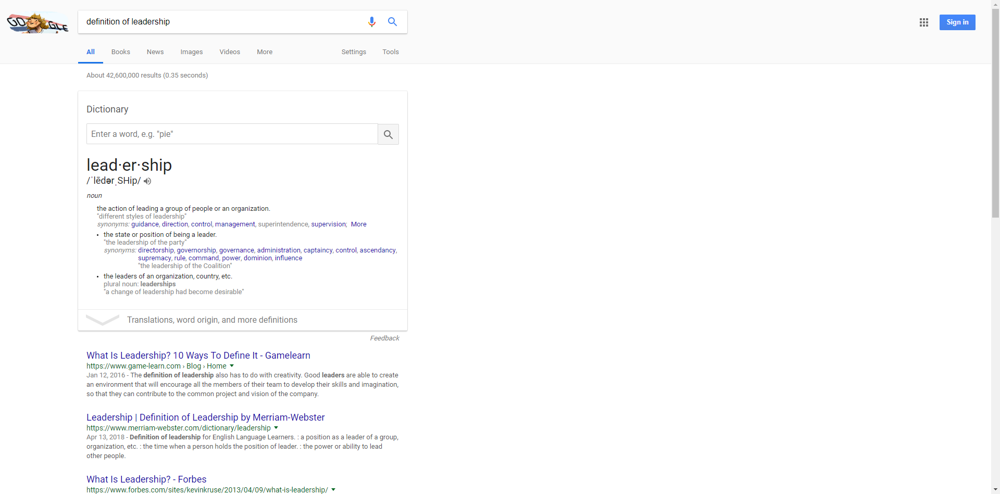 GO GLE
definition of leadership
Sign in
All Books News Images Videos More Settings Tools
About 42,600,000 results (0.35 seconds)
Dictionary
Enter a word, e.g. "pie"
lead·er·ship
/ˈlēdərˌSHip/
noun
the action of leading a group of people or an organization.
"different styles of leadership"
synonyms: guidance, direction, control, management, superintendence, supervision; More
• the state or position of being a leader.
"the leadership of the party"
synonyms: directorship, governorship, governance, administration, captaincy, control, ascendancy,
supremacy, rule, command, power, dominion, influence
"the leadership of the Coalition"
• the leaders of an organization, country, etc.
plural noun: leaderships
"a change of leadership had become desirable"
Translations, word origin, and more definitions
Feedback
What Is Leadership? 10 Ways To Define It - Gamelearn
https://www.game-learn.com › Blog › Home
Jan 12, 2016 - The definition of leadership also has to do with creativity. Good leaders are able to create
an environment that will encourage all the members of their team to develop their skills and imagination,
so that they can contribute to the common project and vision of the company.
Leadership | Definition of Leadership by Merriam-Webster
https://www.merriam-webster.com/dictionary/leadership
Apr 13, 2018 - Definition of leadership for English Language Learners. : a position as a leader of a group,
organization, etc. : the time when a person holds the position of leader. : the power or ability to lead
other people.
What Is Leadership? - Forbes
https://www.forbes.com/sites/kevinkruse/2013/04/09/what-is-leadership/